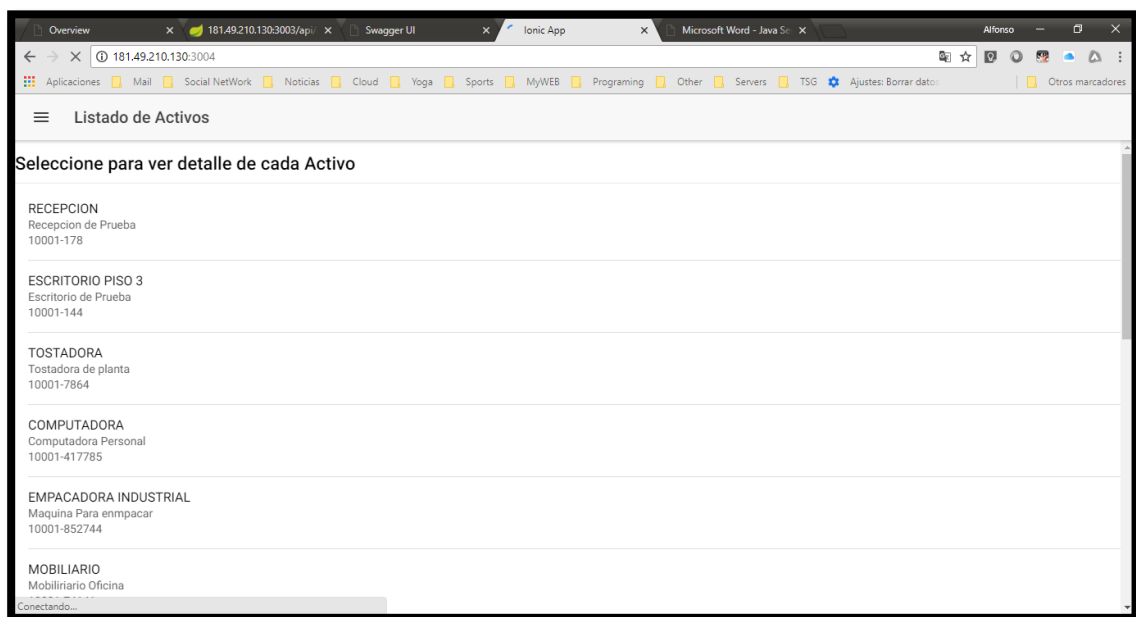 Overview
181.49.210.130:3003/api/
Swagger UI
Ionic App
Microsoft Word - Java Se
Alfonso
181.49.210.130:3004
Aplicaciones Mail Social NetWork Noticias Cloud Yoga Sports MyWEB Programing Other Servers TSG Ajustes: Borrar datos Otros marcadores
Listado de Activos
Seleccione para ver detalle de cada Activo
RECEPCION
Recepcion de Prueba
10001-178
ESCRITORIO PISO 3
Escritorio de Prueba
10001-144
TOSTADORA
Tostadora de planta
10001-7864
COMPUTADORA
Computadora Personal
10001-417785
EMPACADORA INDUSTRIAL
Maquina Para enmpacar
10001-852744
MOBILIARIO
Mobiliriario Oficina
Conectando...